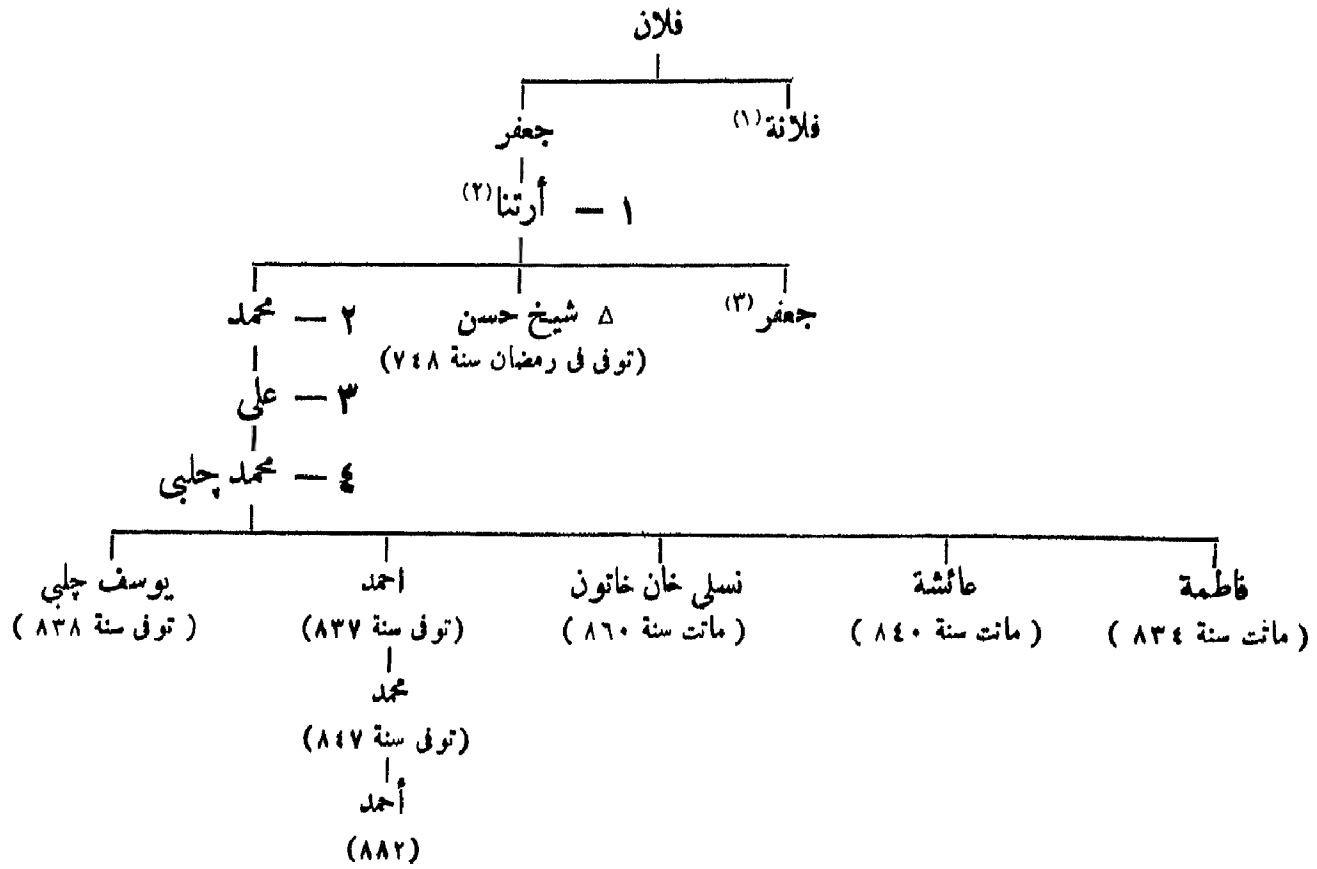 فلان
فلانة (١) جعفر
١ — أرتنا (٢)
جعفر (٣) △ شيخ حسن ٢ — محمد
(توفى فى رمضان سنة ٧٤٨)
٣ — على
٤ — محمد چلبي
فاطمة عائشة نسلى خان خاتون احمد يوسف چلبي
( ماتت سنة ٨٣٤ ) ( ماتت سنة ٨٤٠ ) ( ماتت سنة ٨٦٠ ) (توفى سنة ٨٣٧) ( توفى سنة ٨٣٨ )
محمد
(توفى سنة ٨٤٧)
أحمد
(٨٨٢)